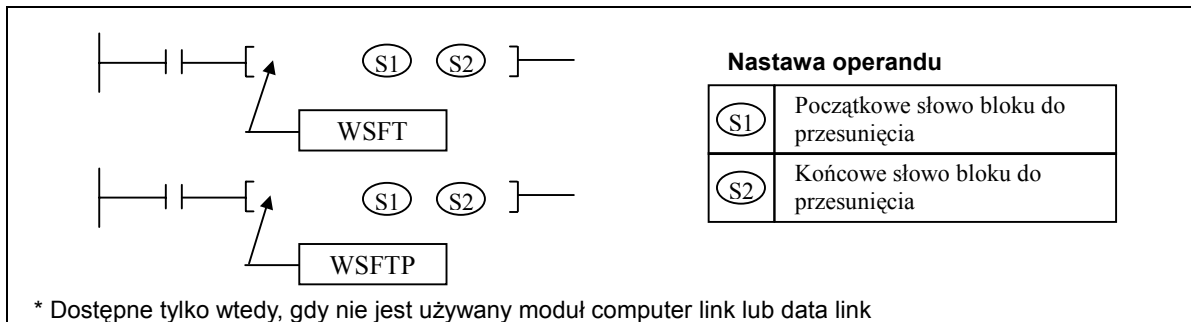 S1 S2
WSFT
S1 S2
WSFTP
Nastawa operandu
S1 Początkowe słowo bloku do
przesunięcia
S2 Końcowe słowo bloku do
przesunięcia
* Dostępne tylko wtedy, gdy nie jest używany moduł computer link lub data link